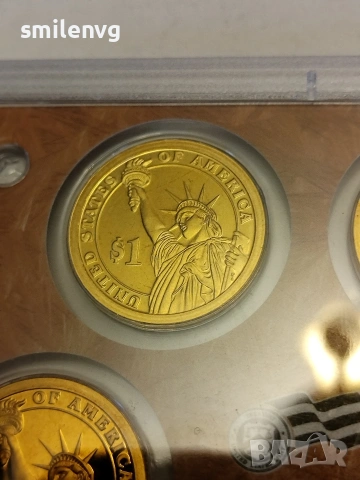 smilenvg
UNITED STATES OF AMERICA
$1
OF AMERICA
BAZAR